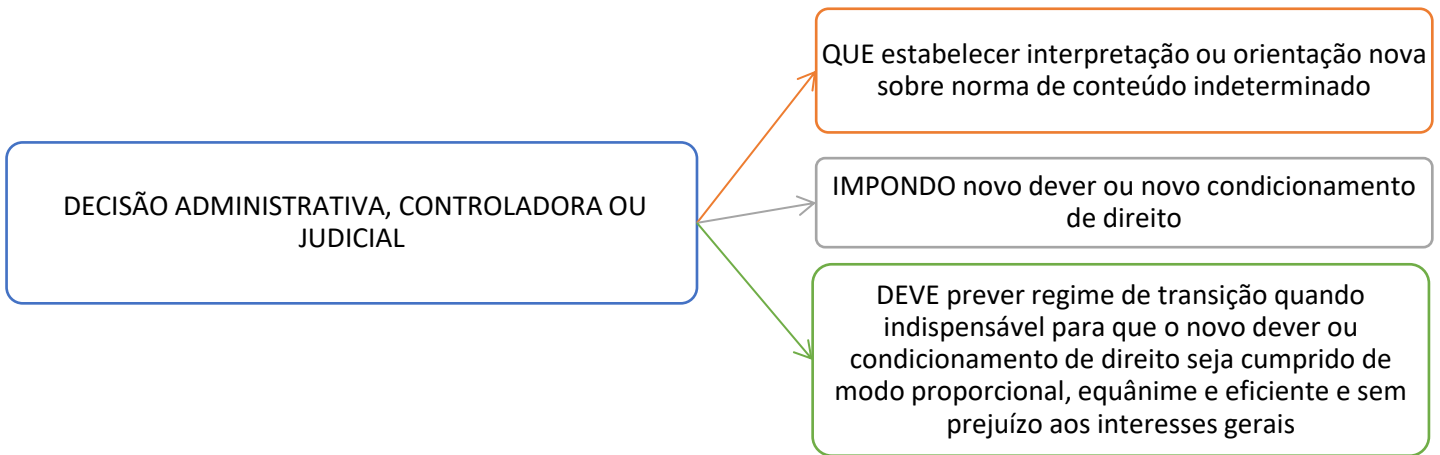 DECISÃO ADMINISTRATIVA, CONTROLADORA OU
JUDICIAL
QUE estabelecer interpretação ou orientação nova
sobre norma de conteúdo indeterminado
IMPONDO novo dever ou novo condicionamento
de direito
DEVE prever regime de transição quando
indispensável para que o novo dever ou
condicionamento de direito seja cumprido de
modo proporcional, equânime e eficiente e sem
prejuízo aos interesses gerais